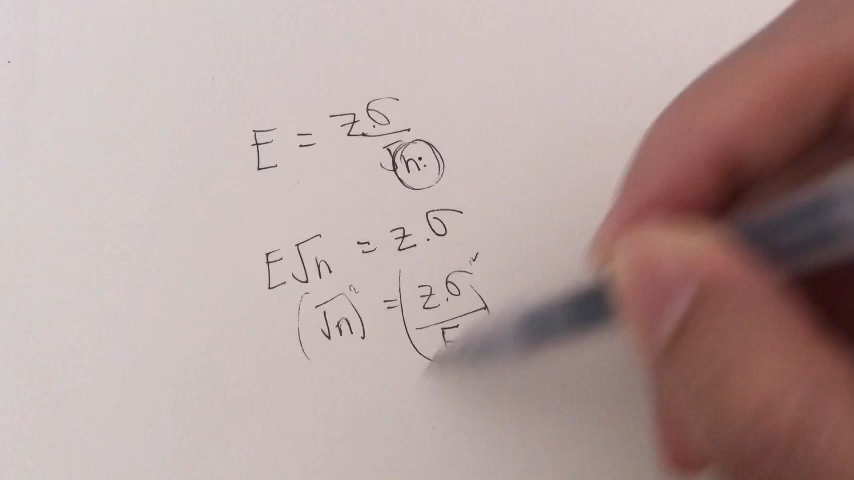 E = z.σ / √n
E√n = z.σ
(√n)² = (z.σ / E)²